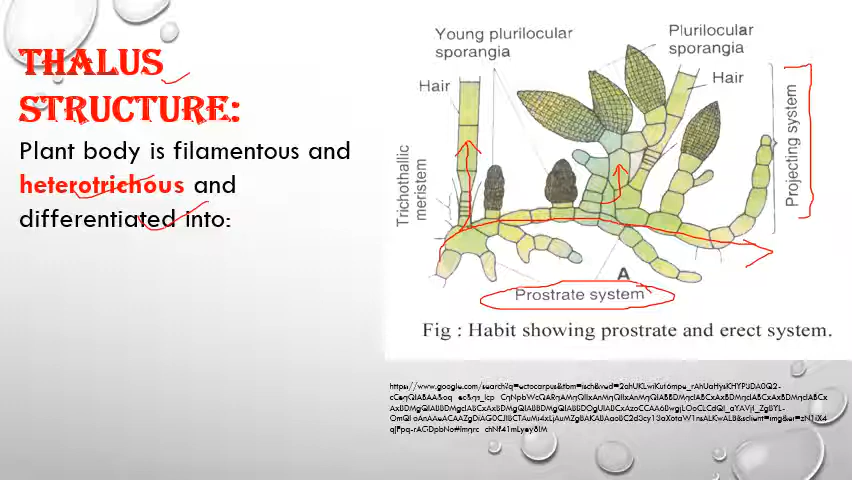 THALUS
STRUCTURE:
Plant body is filamentous and
heterotrichous and
differentiated into:
Young plurilocular
sporangia
Plurilocular
sporangia
Hair
Hair
Trichothallic
meristem
Projecting system
A
Prostrate system
Fig : Habit showing prostrate and erect system.